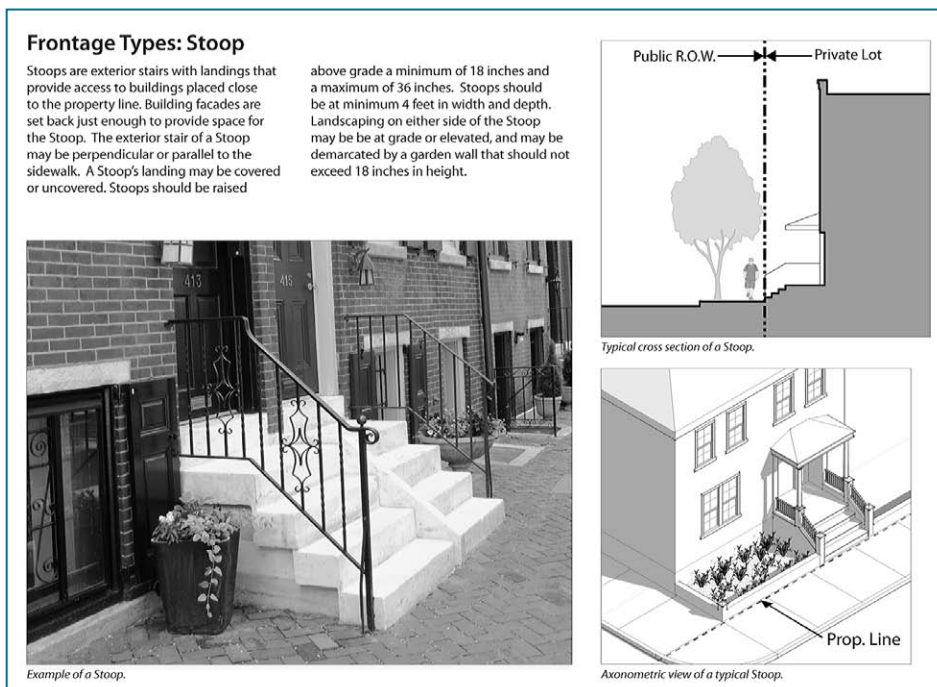 Frontage Types: Stoop
Stoops are exterior stairs with landings that
provide access to buildings placed close
to the property line. Building facades are
set back just enough to provide space for
the Stoop. The exterior stair of a Stoop
may be perpendicular or parallel to the
sidewalk. A Stoop's landing may be covered
or uncovered. Stoops should be raised
above grade a minimum of 18 inches and
a maximum of 36 inches. Stoops should
be at minimum 4 feet in width and depth.
Landscaping on either side of the Stoop
may be be at grade or elevated, and may be
demarcated by a garden wall that should not
exceed 18 inches in height.
Public R.O.W.
Private Lot
Typical cross section of a Stoop.
413
415
Example of a Stoop.
Prop. Line
Axonometric view of a typical Stoop.